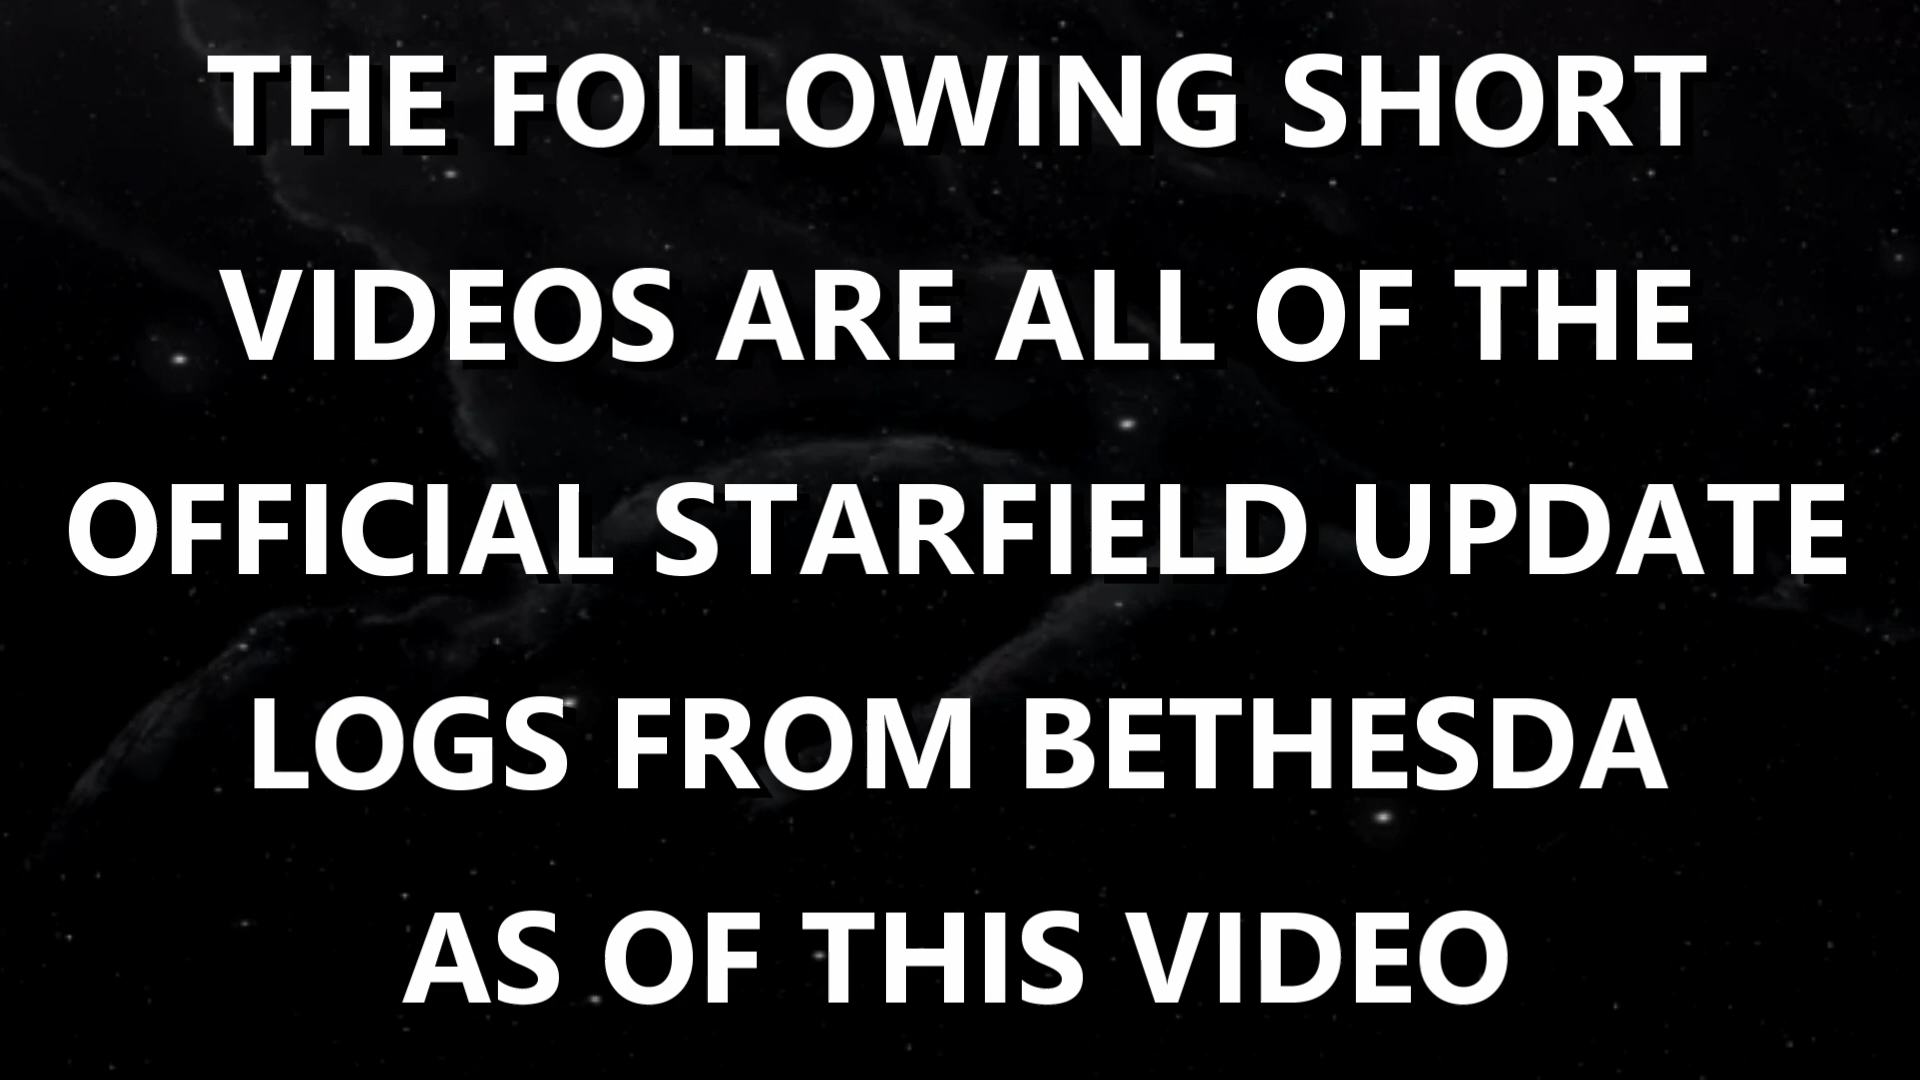 THE FOLLOWING SHORT
VIDEOS ARE ALL OF THE
OFFICIAL STARFIELD UPDATE
LOGS FROM BETHESDA
AS OF THIS VIDEO